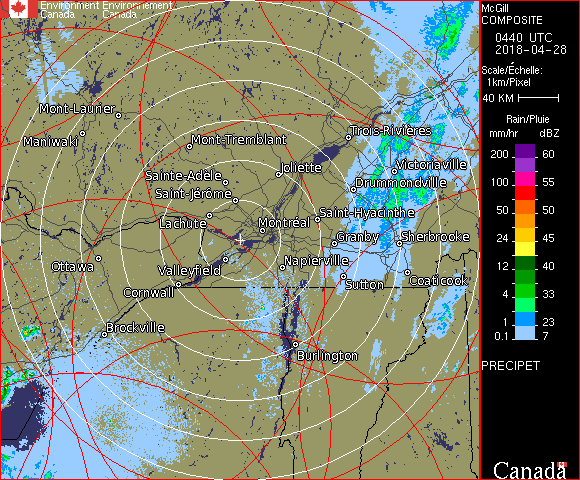 Environment Environnement
Canada Canada
Mont-Laurier
Maniwaki
Mont-Tremblant
Trois-Rivières
Sainte-Adèle
Joliette
Victoriaville
Saint-Jérôme
Drummondville
Lachute
Montréal
Saint-Hyacinthe
Granby
Sherbrooke
Ottawa
Valleyfield
Napierville
Cornwall
Sutton
Coaticook
Brockville
Burlington
McGill
COMPOSITE
0440 UTC
2018-04-28
Scale/Échelle:
1km/Pixel
40 KM
Rain/Pluie
mm/hr dBZ
200 60
100 55
50 50
24 45
12 40
4 33
2 23
0.1 7
PRECIPET
Canada